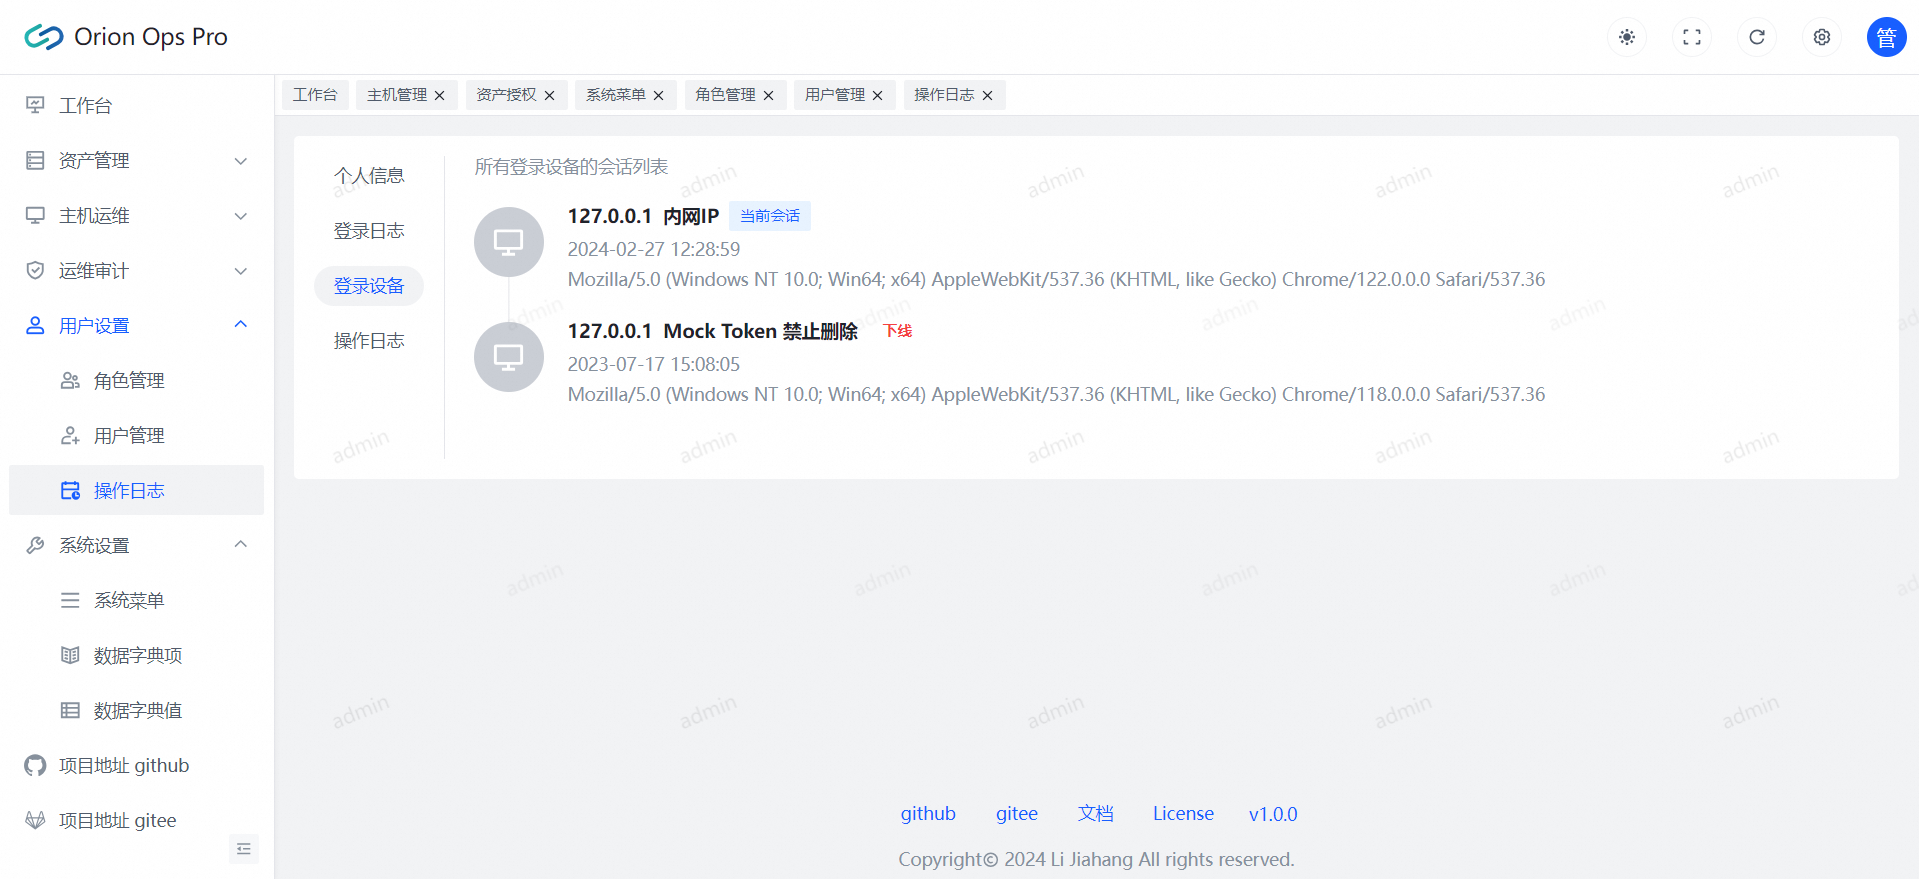 Orion Ops Pro
管
工作台
资产管理
主机运维
运维审计
用户设置
角色管理
用户管理
操作日志
系统设置
系统菜单
数据字典项
数据字典值
项目地址 github
项目地址 gitee
工作台 主机管理 资产授权 系统菜单 角色管理 用户管理 操作日志
个人信息
登录日志
登录设备
操作日志
所有登录设备的会话列表
127.0.0.1 内网IP 当前会话
2024-02-27 12:28:59
Mozilla/5.0 (Windows NT 10.0; Win64; x64) AppleWebKit/537.36 (KHTML, like Gecko) Chrome/122.0.0.0 Safari/537.36
127.0.0.1 Mock Token 禁止删除 下线
2023-07-17 15:08:05
Mozilla/5.0 (Windows NT 10.0; Win64; x64) AppleWebKit/537.36 (KHTML, like Gecko) Chrome/118.0.0.0 Safari/537.36
admin admin admin admin admin
admin admin admin admin ad
admin admin admin admin admin
admin admin admin admin ad
admin admin admin admin admin
github gitee 文档 License v1.0.0
Copyright© 2024 Li Jiahang All rights reserved.